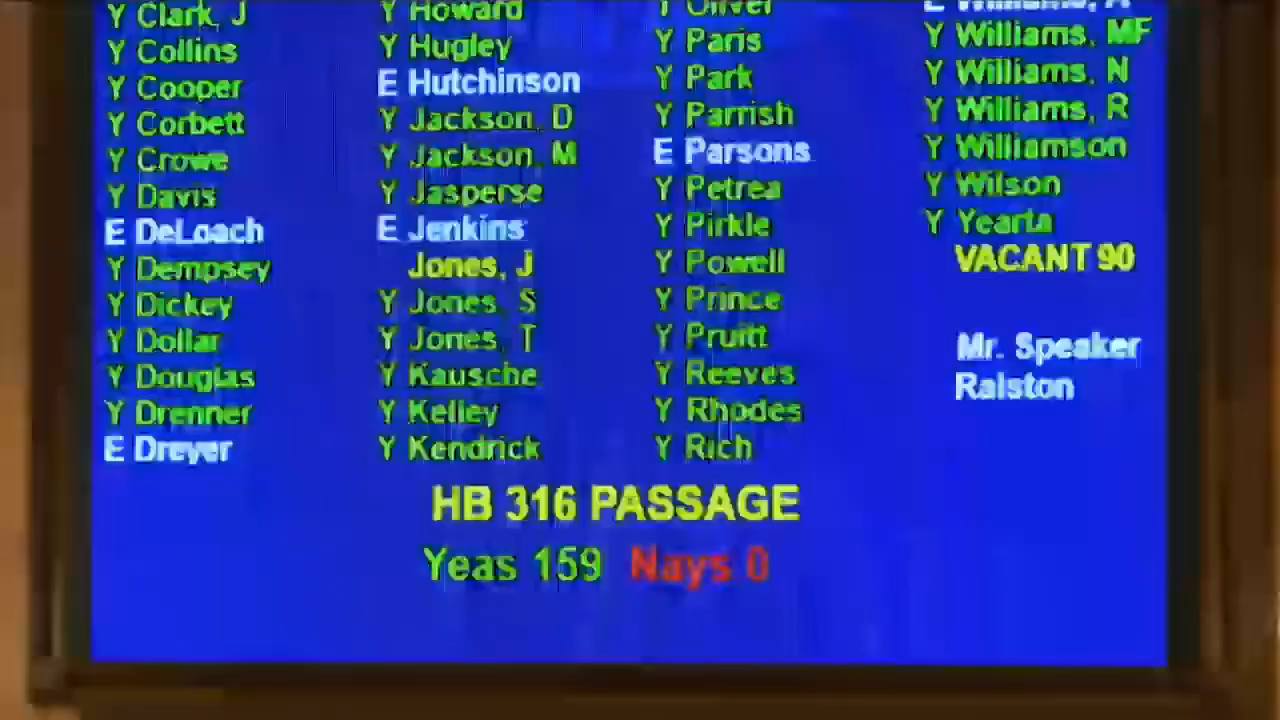 Y Clark, J
Y Collins
Y Cooper
Y Corbett
Y Crowe
Y Davis
E DeLoach
Y Dempsey
Y Dickey
Y Dollar
Y Douglas
Y Drenner
E Dreyer
Y Howard
Y Hugley
E Hutchinson
Y Jackson, D
Y Jackson, M
Y Jasperse
E Jenkins
Jones, J
Y Jones, S
Y Jones, T
Y Kausche
Y Kelley
Y Kendrick
Y Oliver
Y Paris
Y Park
Y Parrish
E Parsons
Y Petrea
Y Pirkle
Y Powell
Y Prince
Y Pruitt
Y Reeves
Y Rhodes
Y Rich
E Williams, A
Y Williams, MF
Y Williams, N
Y Williams, R
Y Williamson
Y Wilson
Y Yearta
VACANT 90
Mr. Speaker
Ralston
HB 316 PASSAGE
Yeas 159 Nays 0